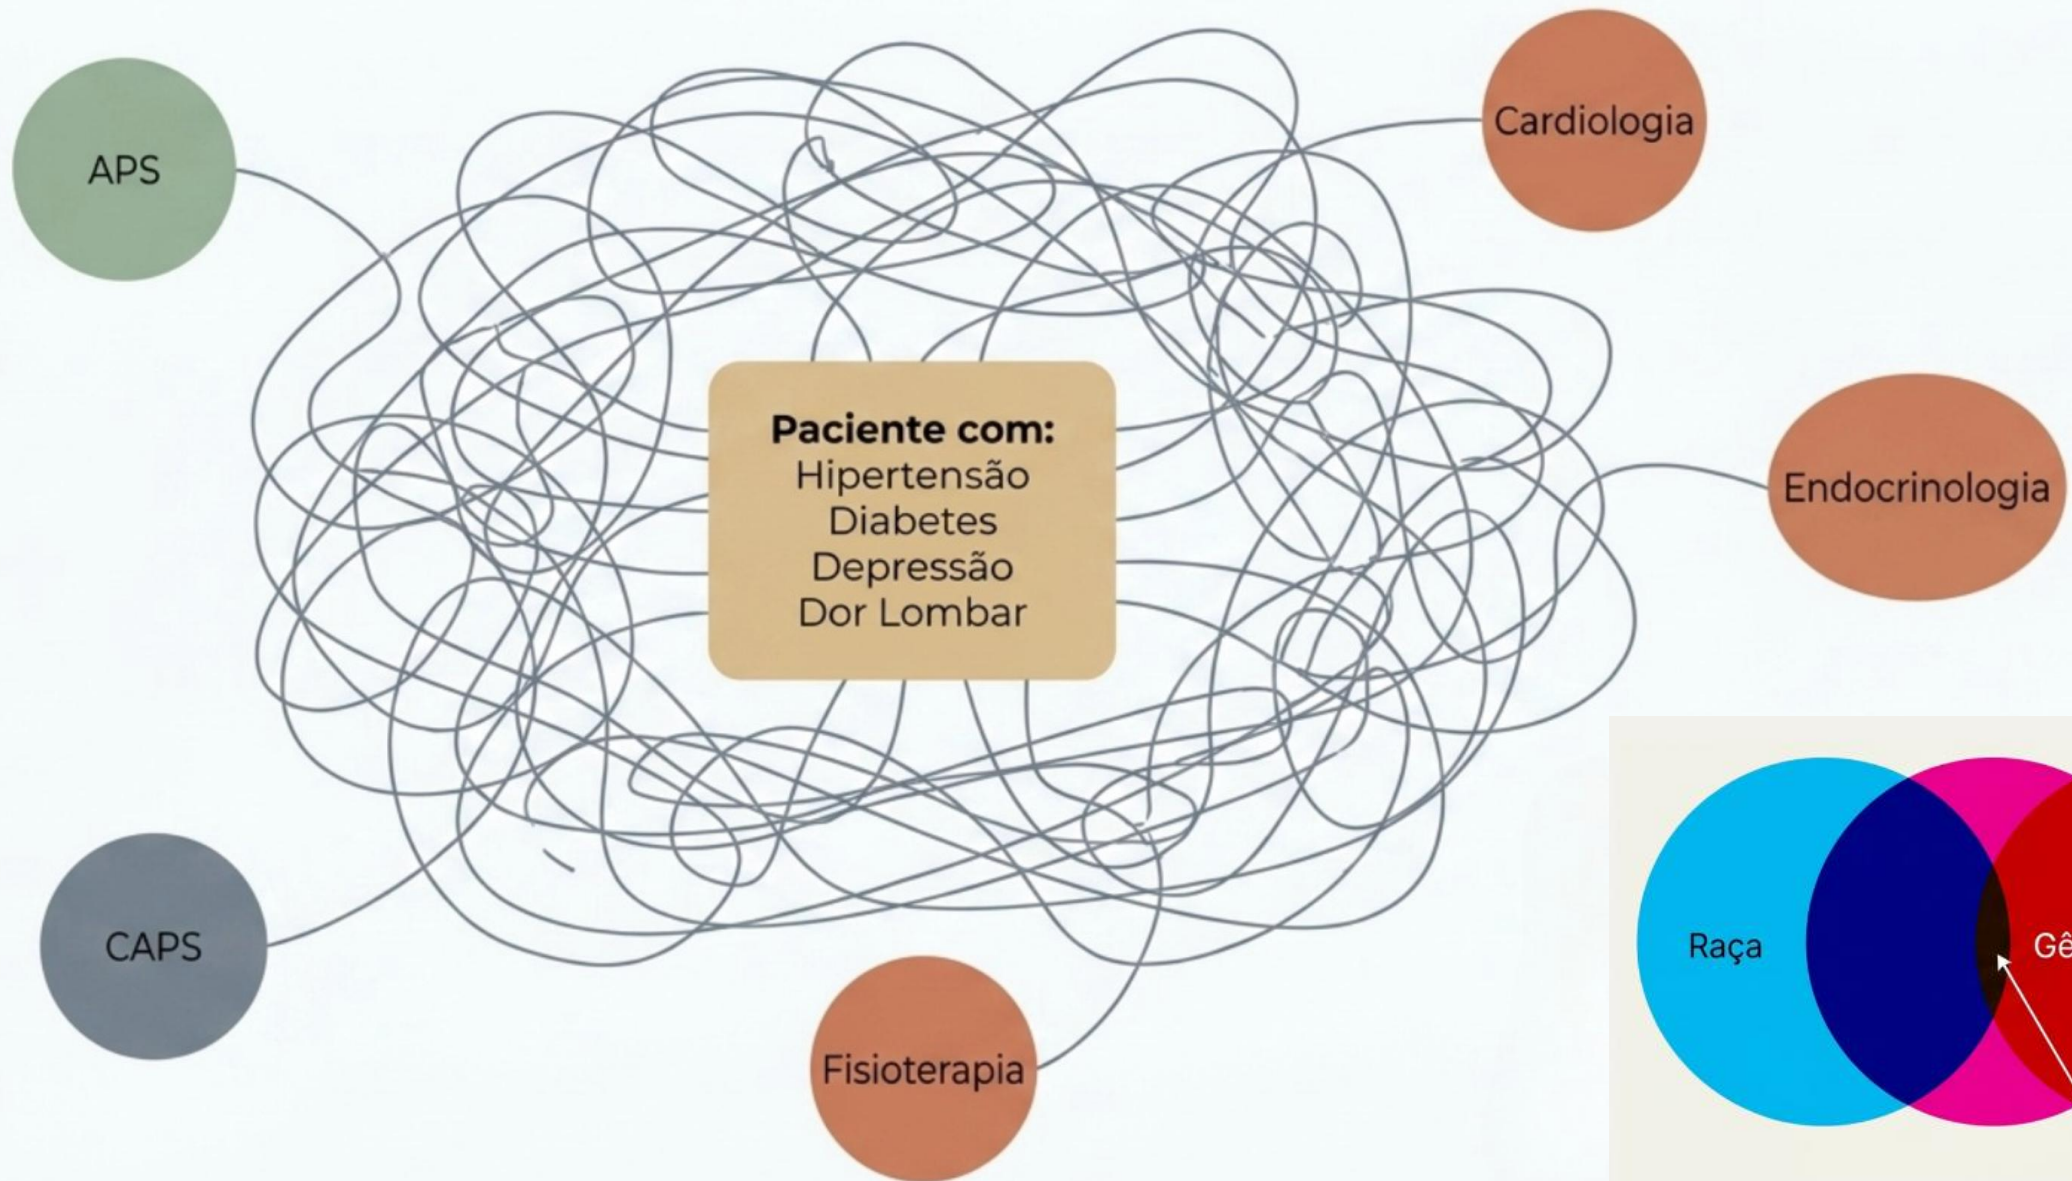 Cardiologia
APS
Paciente com:
Hipertensão
Diabetes
Depressão
Dor Lombar
Endocrinologia
CAPS
Fisioterapia
Raça